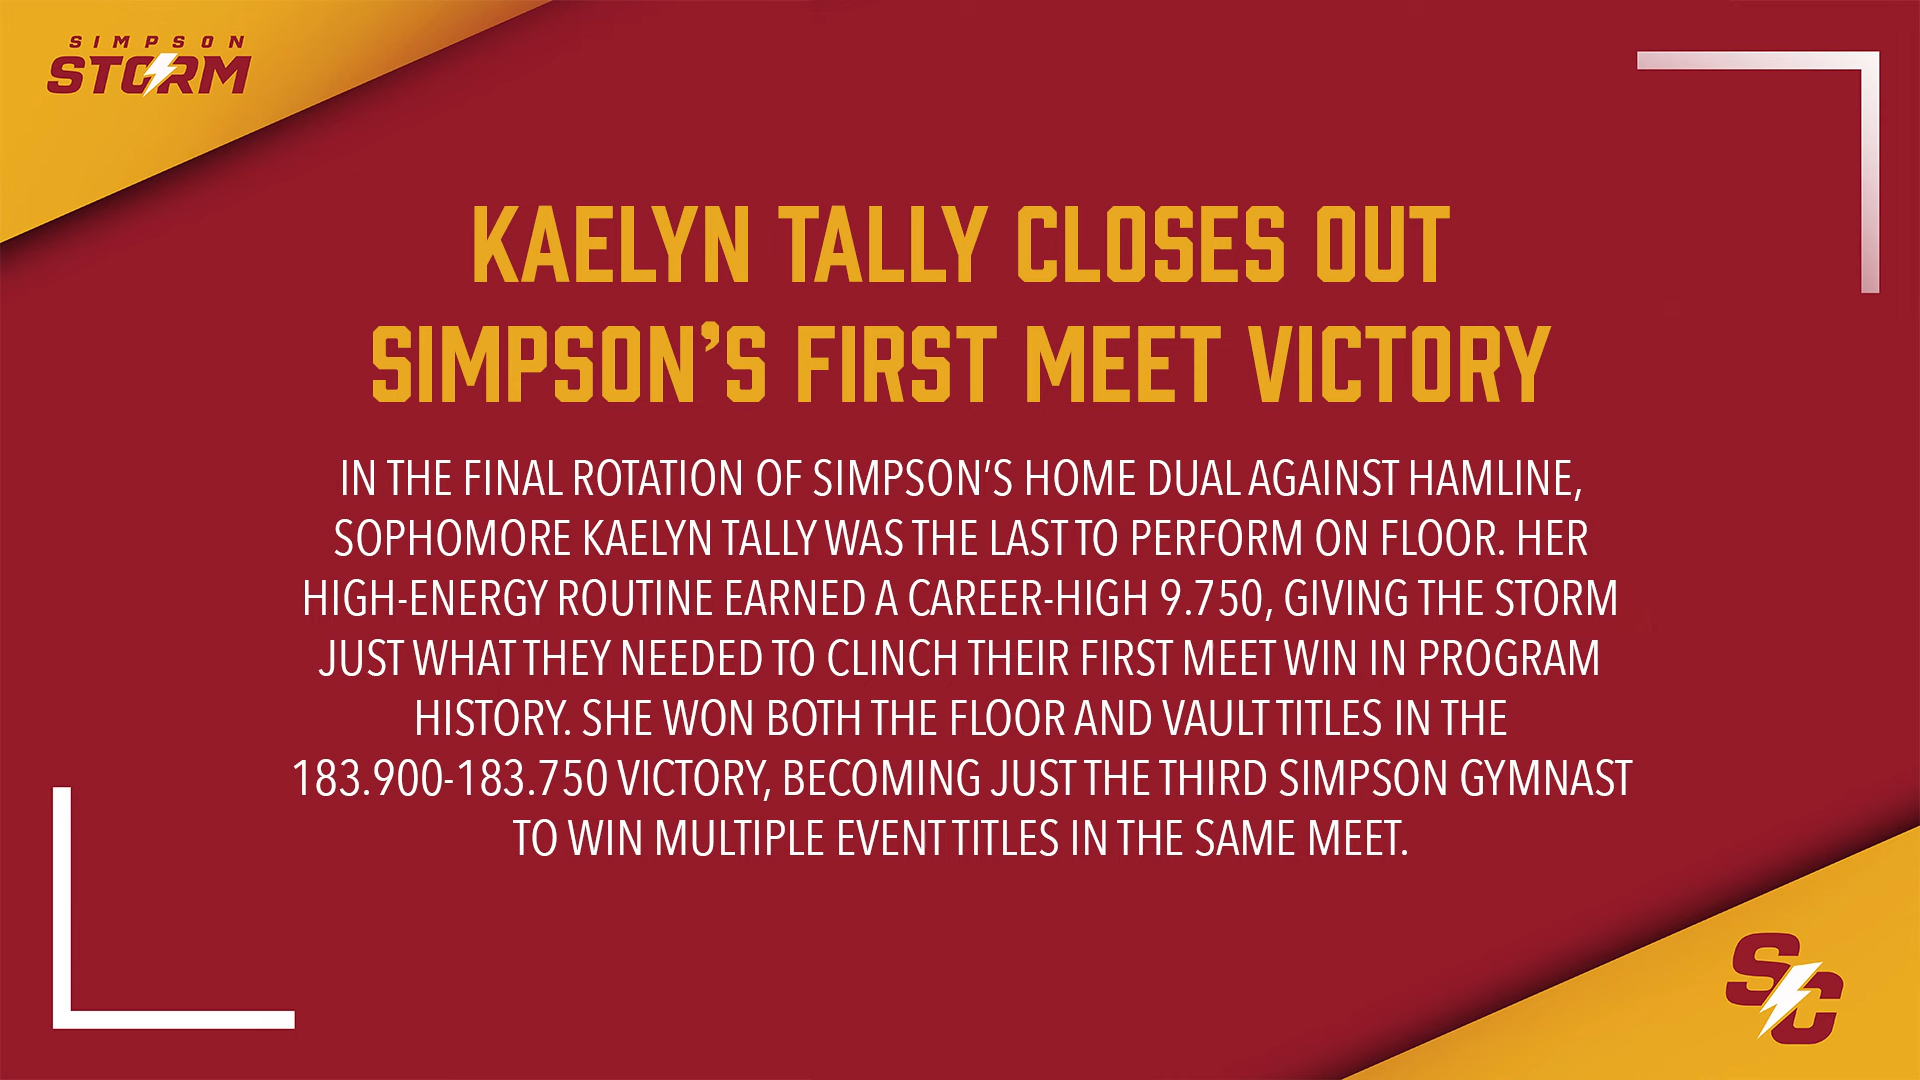 SIMPSON
STORM
KAELYN TALLY CLOSES OUT
SIMPSON'S FIRST MEET VICTORY
IN THE FINAL ROTATION OF SIMPSON'S HOME DUAL AGAINST HAMLINE,
SOPHOMORE KAELYN TALLY WAS THE LAST TO PERFORM ON FLOOR. HER
HIGH-ENERGY ROUTINE EARNED A CAREER-HIGH 9.750, GIVING THE STORM
JUST WHAT THEY NEEDED TO CLINCH THEIR FIRST MEET WIN IN PROGRAM
HISTORY. SHE WON BOTH THE FLOOR AND VAULT TITLES IN THE
183.900-183.750 VICTORY, BECOMING JUST THE THIRD SIMPSON GYMNAST
TO WIN MULTIPLE EVENT TITLES IN THE SAME MEET.
SC